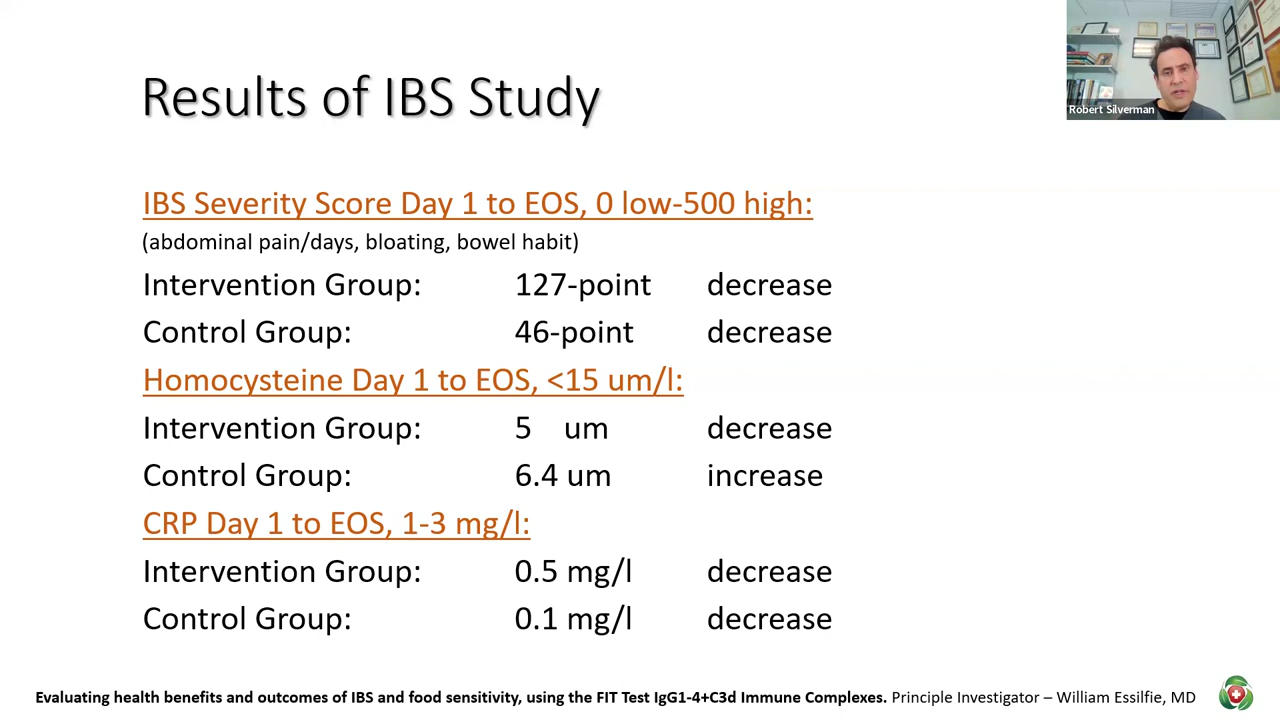 Results of IBS Study
Robert Silverman
IBS Severity Score Day 1 to EOS, 0 low-500 high:
(abdominal pain/days, bloating, bowel habit)
Intervention Group: 127-point decrease
Control Group: 46-point decrease
Homocysteine Day 1 to EOS, <15 um/l:
Intervention Group: 5 um decrease
Control Group: 6.4 um increase
CRP Day 1 to EOS, 1-3 mg/l:
Intervention Group: 0.5 mg/l decrease
Control Group: 0.1 mg/l decrease
Evaluating health benefits and outcomes of IBS and food sensitivity, using the FIT Test IgG1-4+C3d Immune Complexes. Principle Investigator – William Essilfie, MD